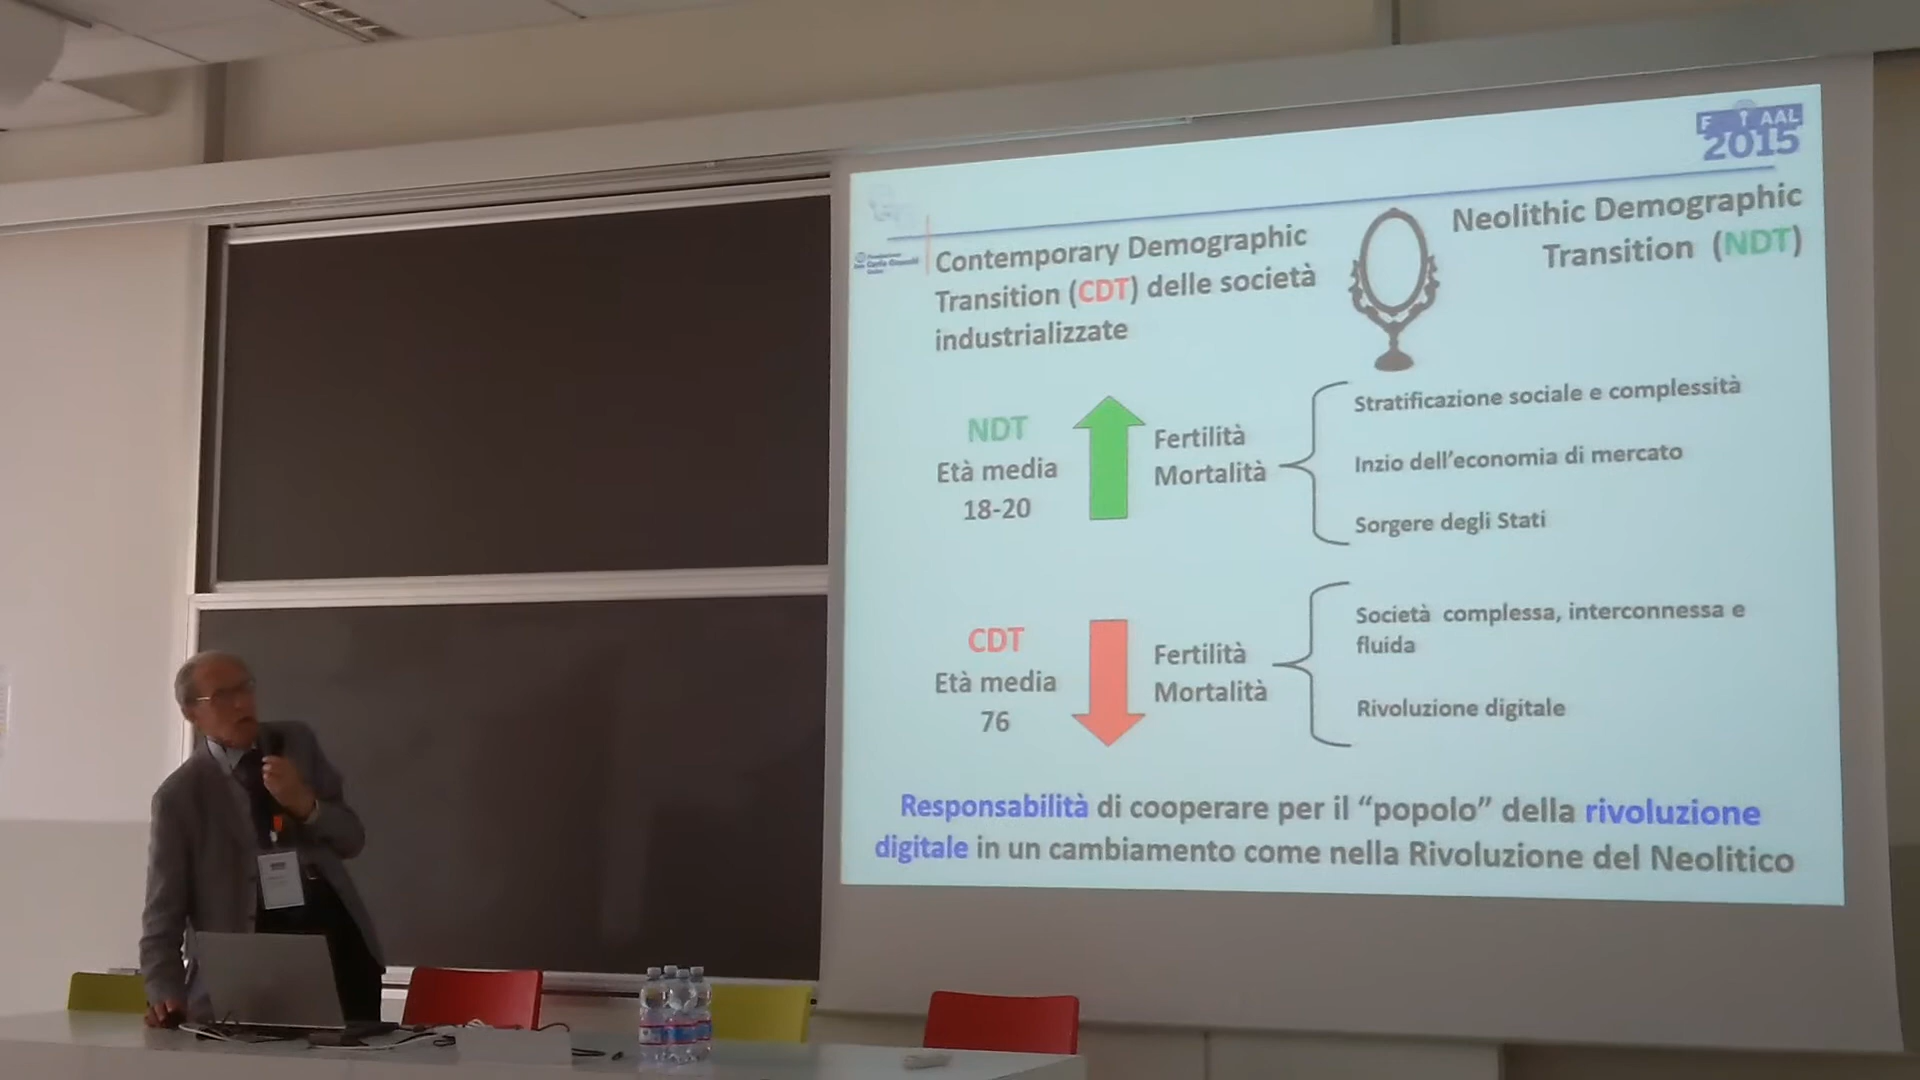 AAL
2015
Contemporary Demographic
Transition (CDT) delle società
industrializzate
Neolithic Demographic
Transition (NDT)
NDT
Età media
18-20
Fertilità
Mortalità
Stratificazione sociale e complessità
Inzio dell'economia di mercato
Sorgere degli Stati
CDT
Età media
76
Fertilità
Mortalità
Società complessa, interconnessa e
fluida
Rivoluzione digitale
Responsabilità di cooperare per il “popolo” della rivoluzione
digitale in un cambiamento come nella Rivoluzione del Neolitico